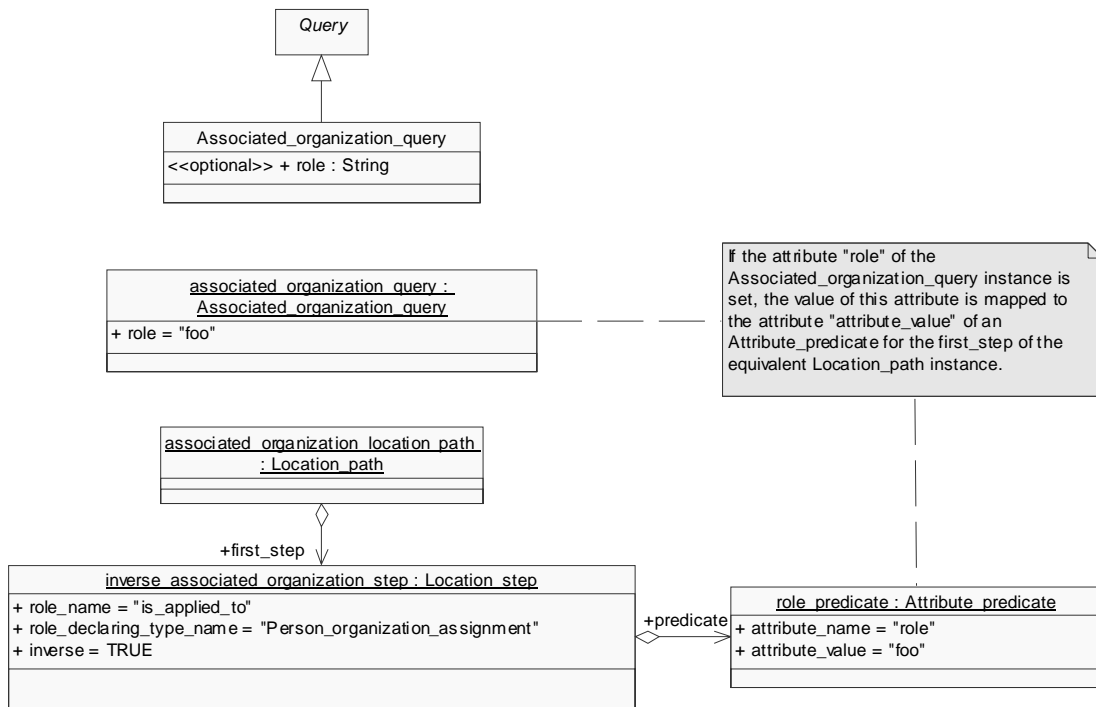 Query
Associated_organization_query
<<optional>> + role : String
associated_organization_query :
Associated_organization_query
+ role = "foo"
If the attribute "role" of the
Associated_organization_query instance is
set, the value of this attribute is mapped to
the attribute "attribute_value" of an
Attribute_predicate for the first_step of the
equivalent Location_path instance.
associated_organization_location_path
: Location_path
+first_step
inverse_associated_organization_step : Location_step
+ role_name = "is_applied_to"
+ role_declaring_type_name = "Person_organization_assignment"
+ inverse = TRUE
+predicate
role_predicate : Attribute_predicate
+ attribute_name = "role"
+ attribute_value = "foo"